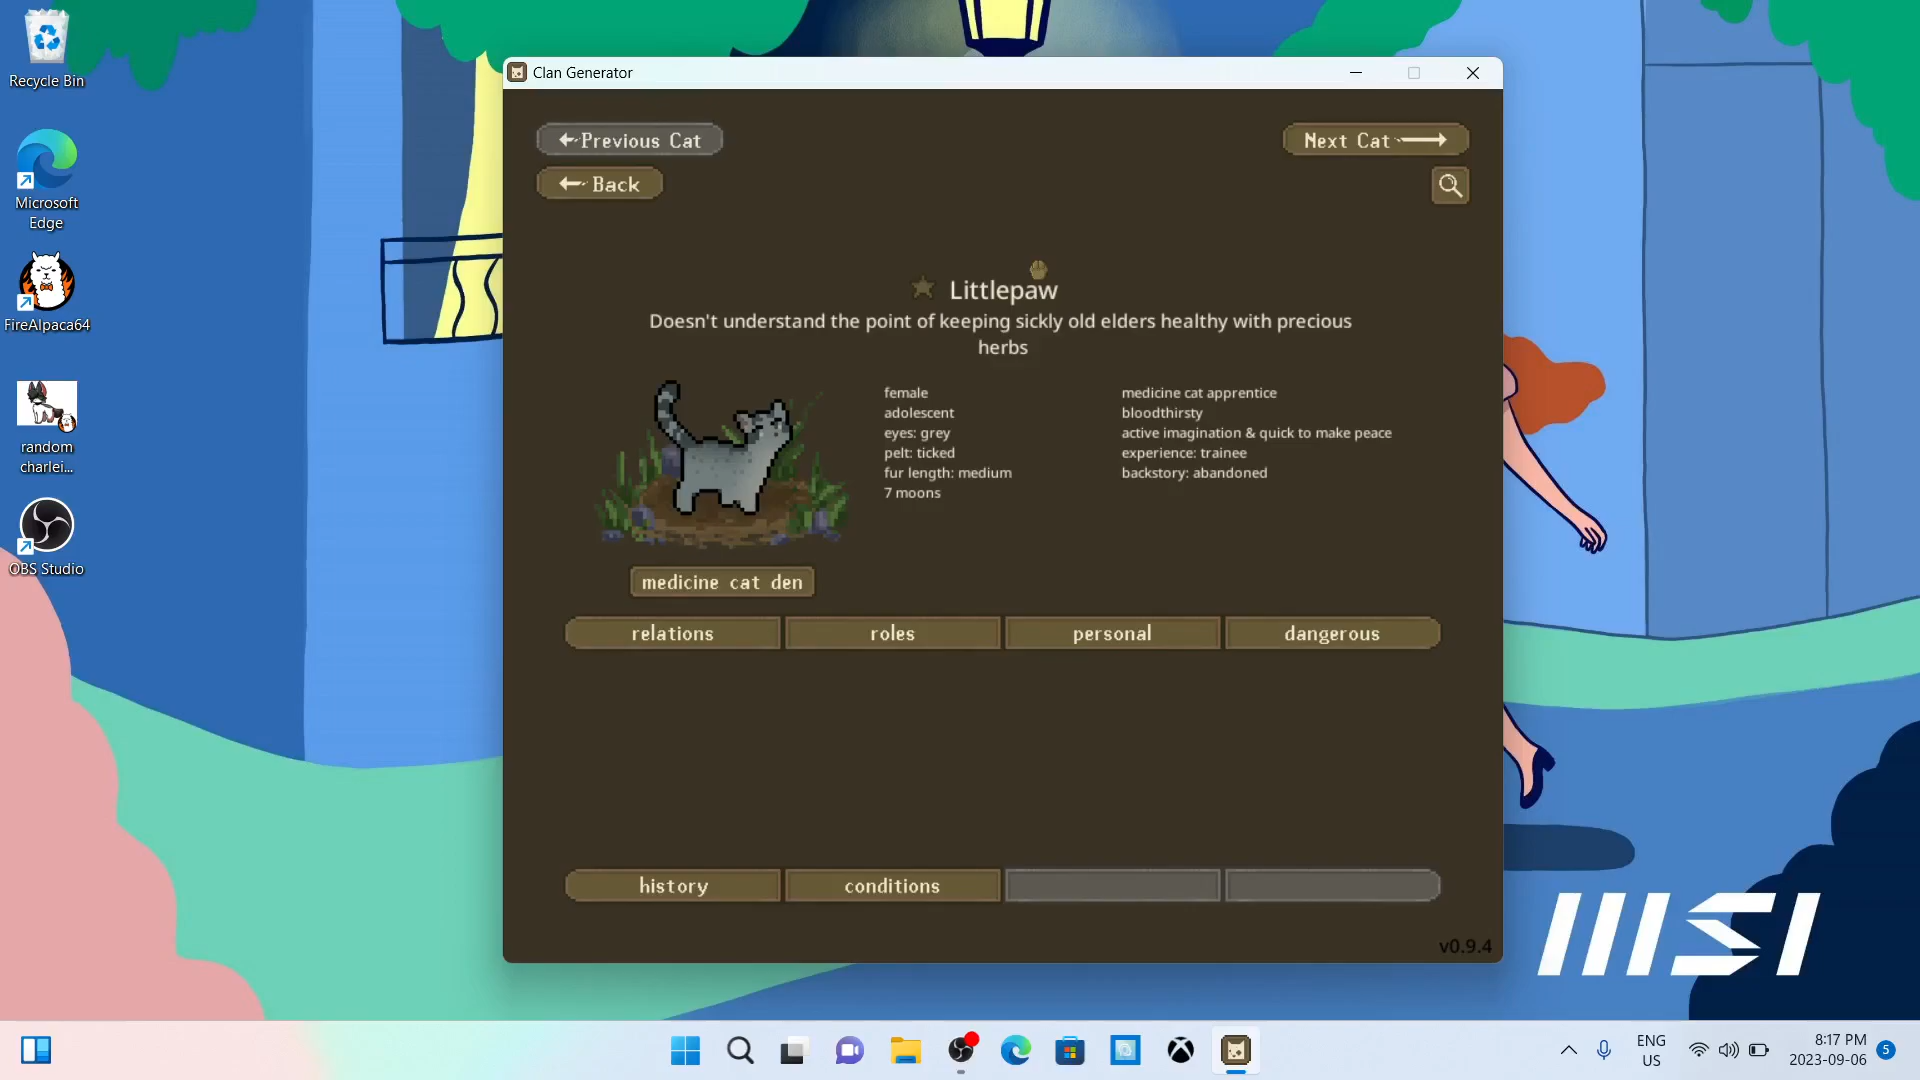 Recycle Bin
Microsoft
Edge
FireAlpaca64
random
charlei...
OBS Studio
Clan Generator
Previous Cat
Next Cat
Back
Littlepaw
Doesn't understand the point of keeping sickly old elders healthy with precious
herbs
female
adolescent
eyes: grey
pelt: ticked
fur length: medium
7 moons
medicine cat apprentice
bloodthirsty
active imagination & quick to make peace
experience: trainee
backstory: abandoned
medicine cat den
relations
roles
personal
dangerous
history
conditions
v0.9.4
msi
ENG
US
8:17 PM
2023-09-06
5